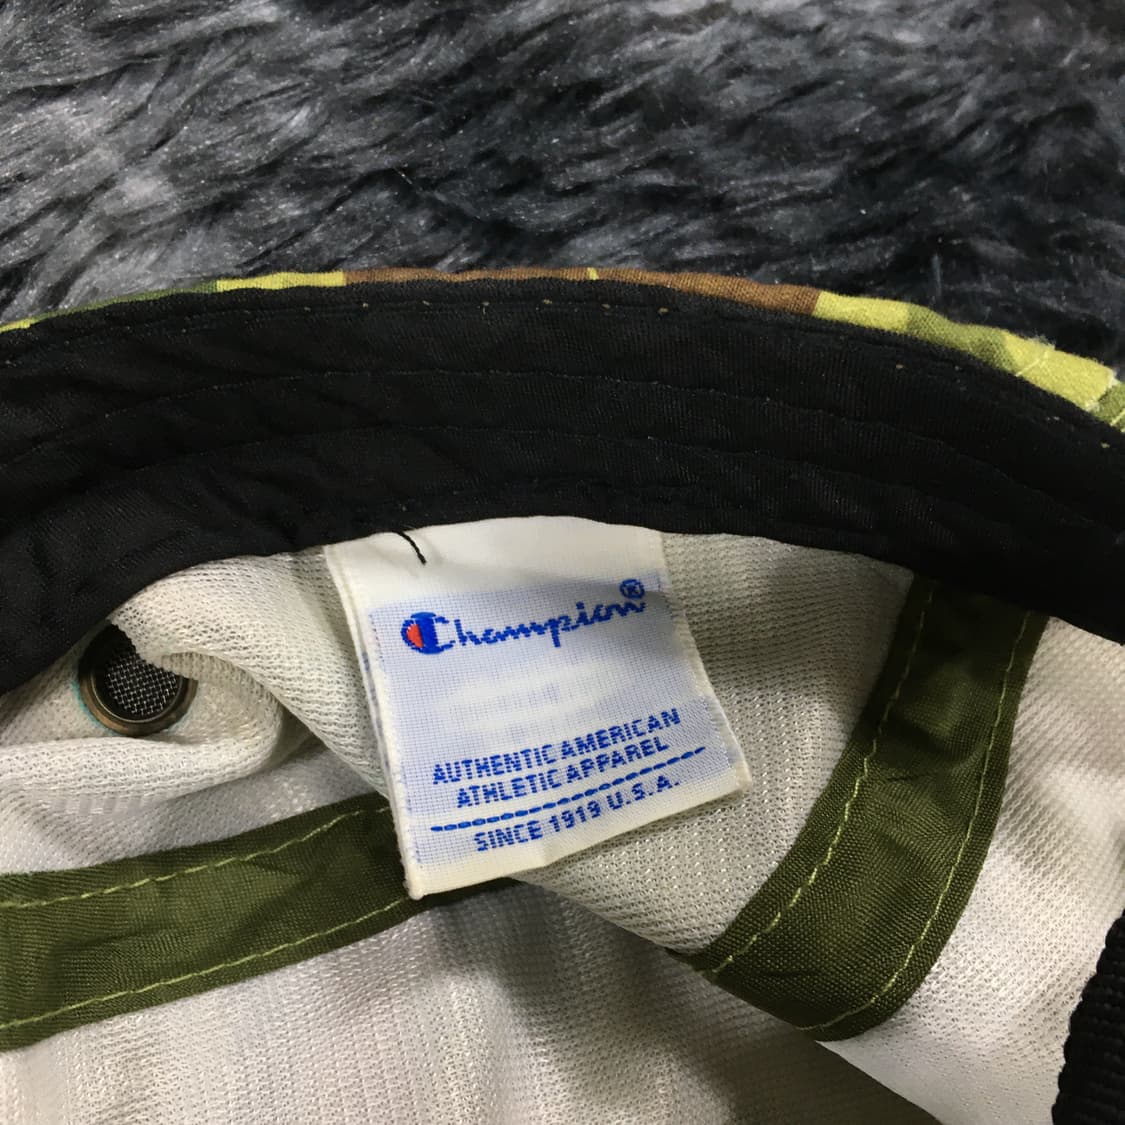 Champion®
AUTHENTIC AMERICAN
ATHLETIC APPAREL
SINCE 1919 U.S.A.